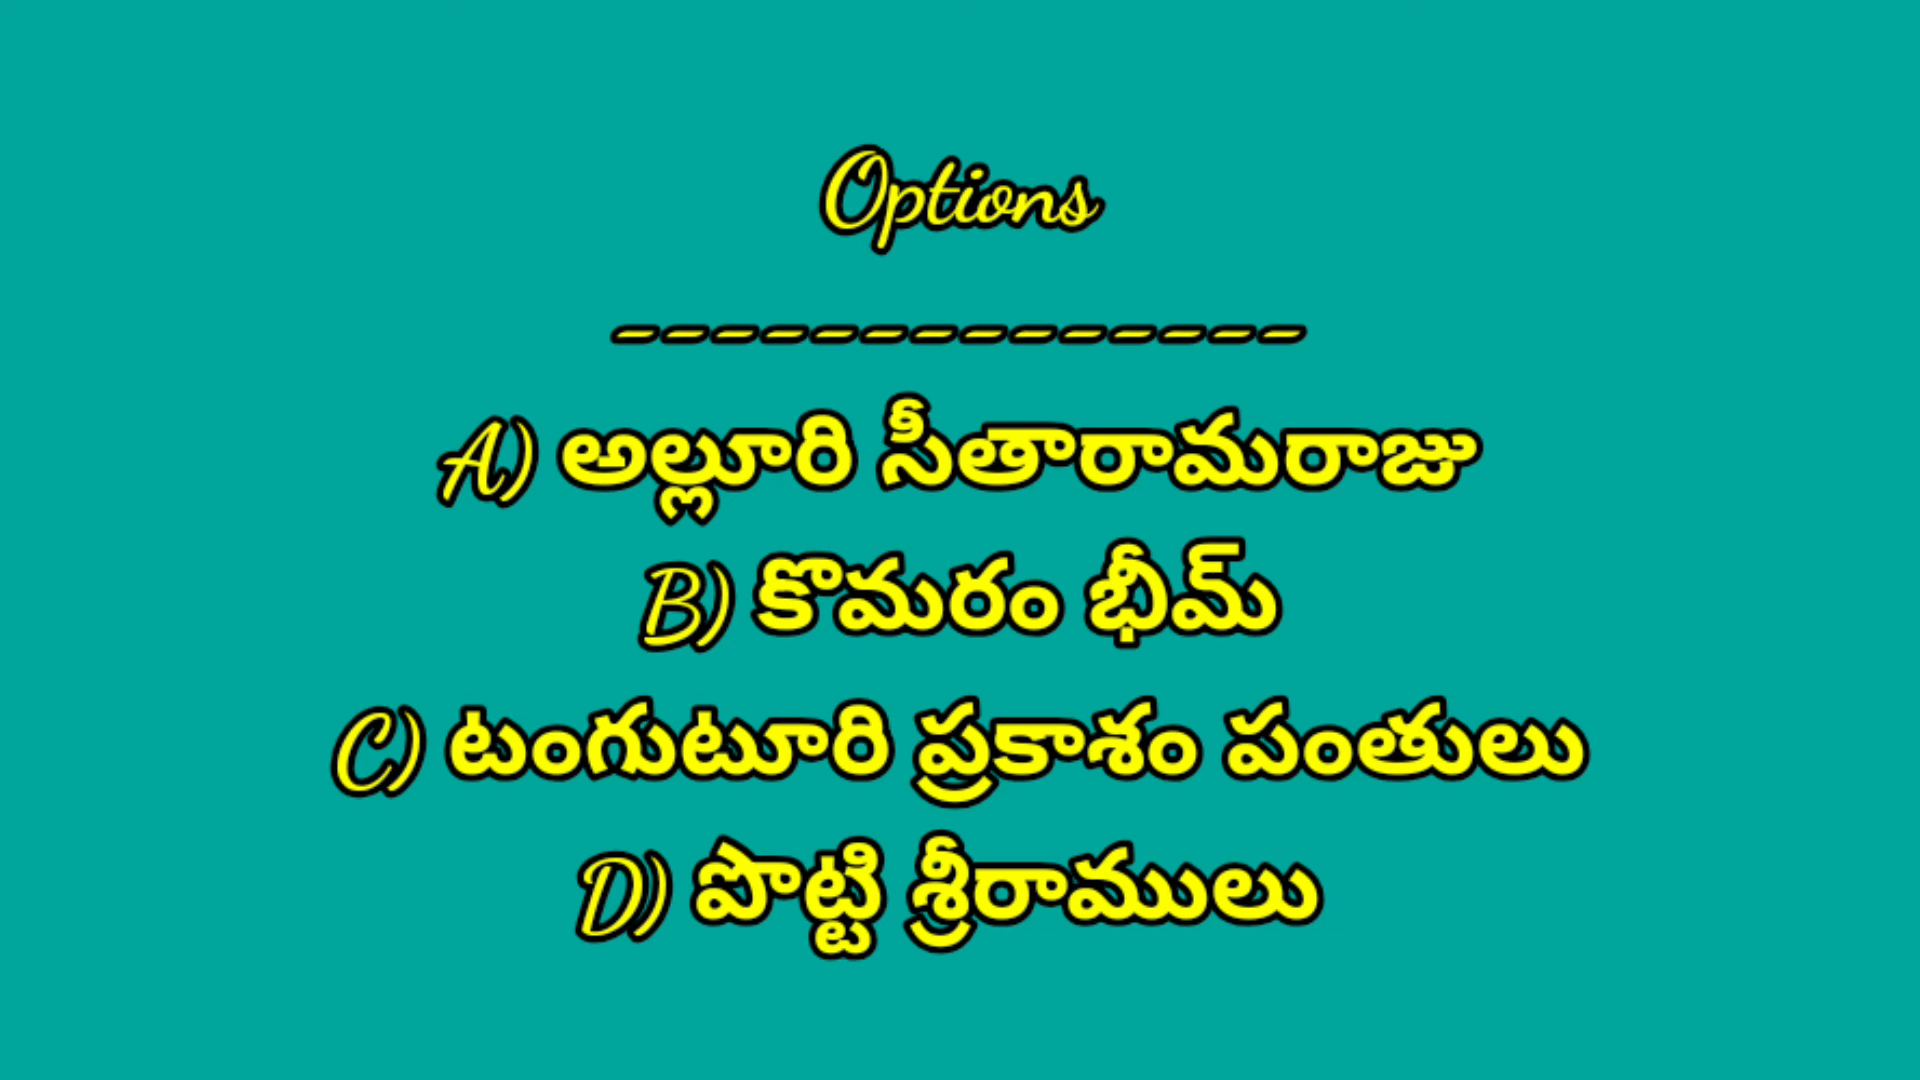 Options
--------------
A) అల్లూరి సీతారామరాజు
B) కొమరం భీమ్
C) టంగుటూరి ప్రకాశం పంతులు
D) పొట్టి శ్రీరాములు